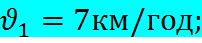 𝜗₁ = 7км/год;